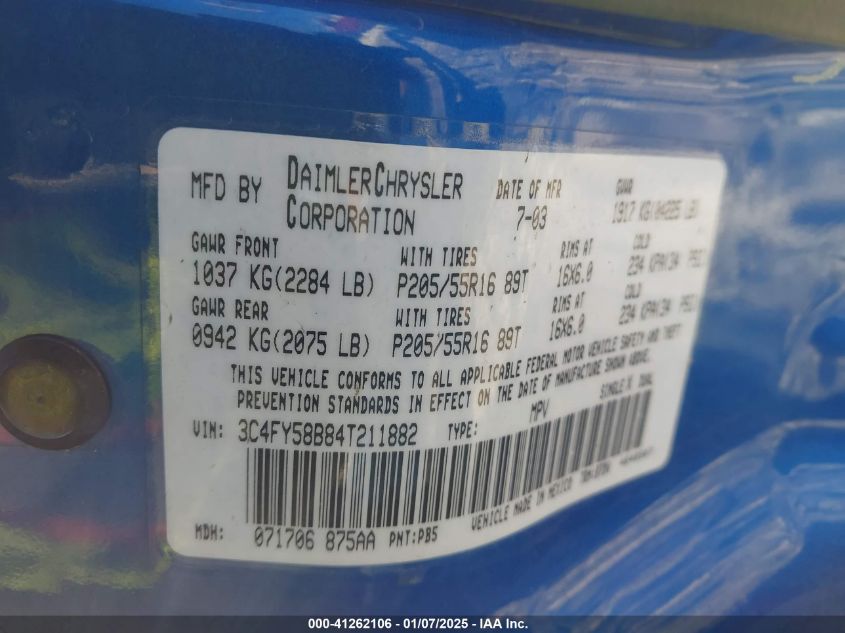 MFD BY DAIMLERCHRYSLER CORPORATION
DATE OF MFR 7-03
GVWR 1917 KG(04225 LB)
GAWR FRONT WITH TIRES RIMS AT COLD
1037 KG(2284 LB) P205/55R16 89T 16X6.0 234 KPA(34 PSI)
GAWR REAR WITH TIRES RIMS AT COLD
0942 KG(2075 LB) P205/55R16 89T 16X6.0 234 KPA(34 PSI)
THIS VEHICLE CONFORMS TO ALL APPLICABLE FEDERAL MOTOR VEHICLE SAFETY AND THEFT
PREVENTION STANDARDS IN EFFECT ON THE DATE OF MANUFACTURE SHOWN ABOVE.
VIN: 3C4FY58B84T211882 TYPE: MPV SINGLE X DUAL
VEHICLE MADE IN MEXICO
MDH: 071706 875AA PNT:PB5
000-41262106 - 01/07/2025 - IAA Inc.